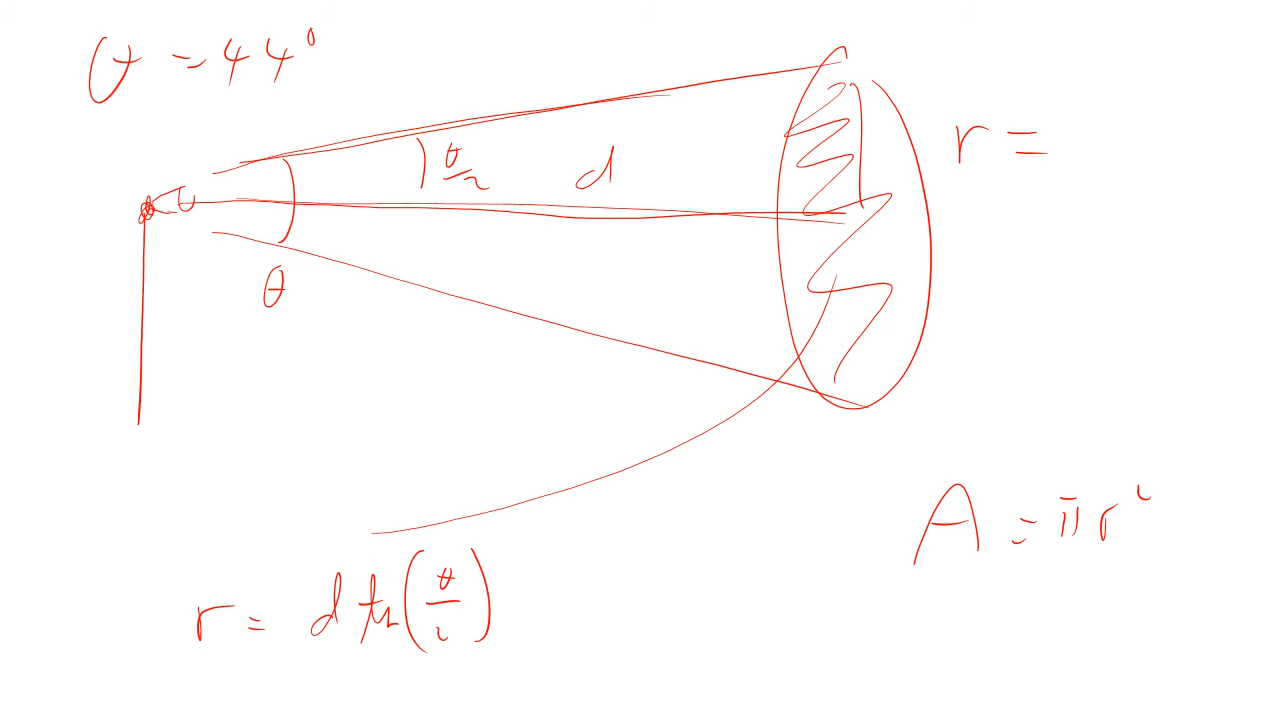 θ = 44°
θ/2
d
r =
θ
A = πr²
r = d tan(θ/2)